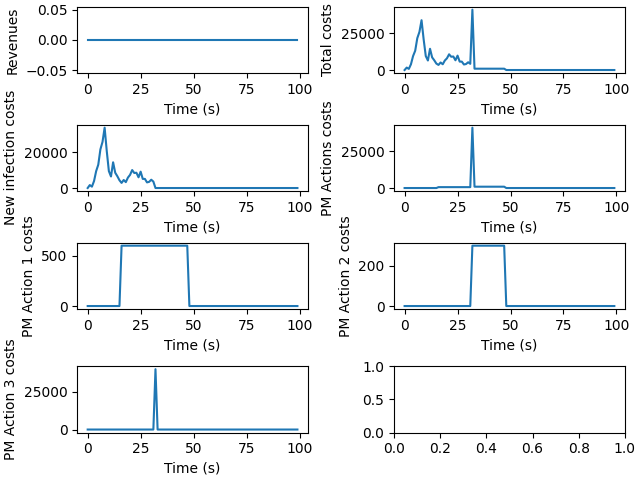 Revenues
0.05
0.00
−0.05
0 25 50 75 100
Time (s)
Total costs
25000
0
0 25 50 75 100
Time (s)
New infection costs
20000
0
0 25 50 75 100
Time (s)
PM Actions costs
25000
0
0 25 50 75 100
Time (s)
PM Action 1 costs
500
0
0 25 50 75 100
Time (s)
PM Action 2 costs
200
0
0 25 50 75 100
Time (s)
PM Action 3 costs
25000
0
0 25 50 75 100
Time (s)
1.0
0.5
0.0
0.0 0.2 0.4 0.6 0.8 1.0